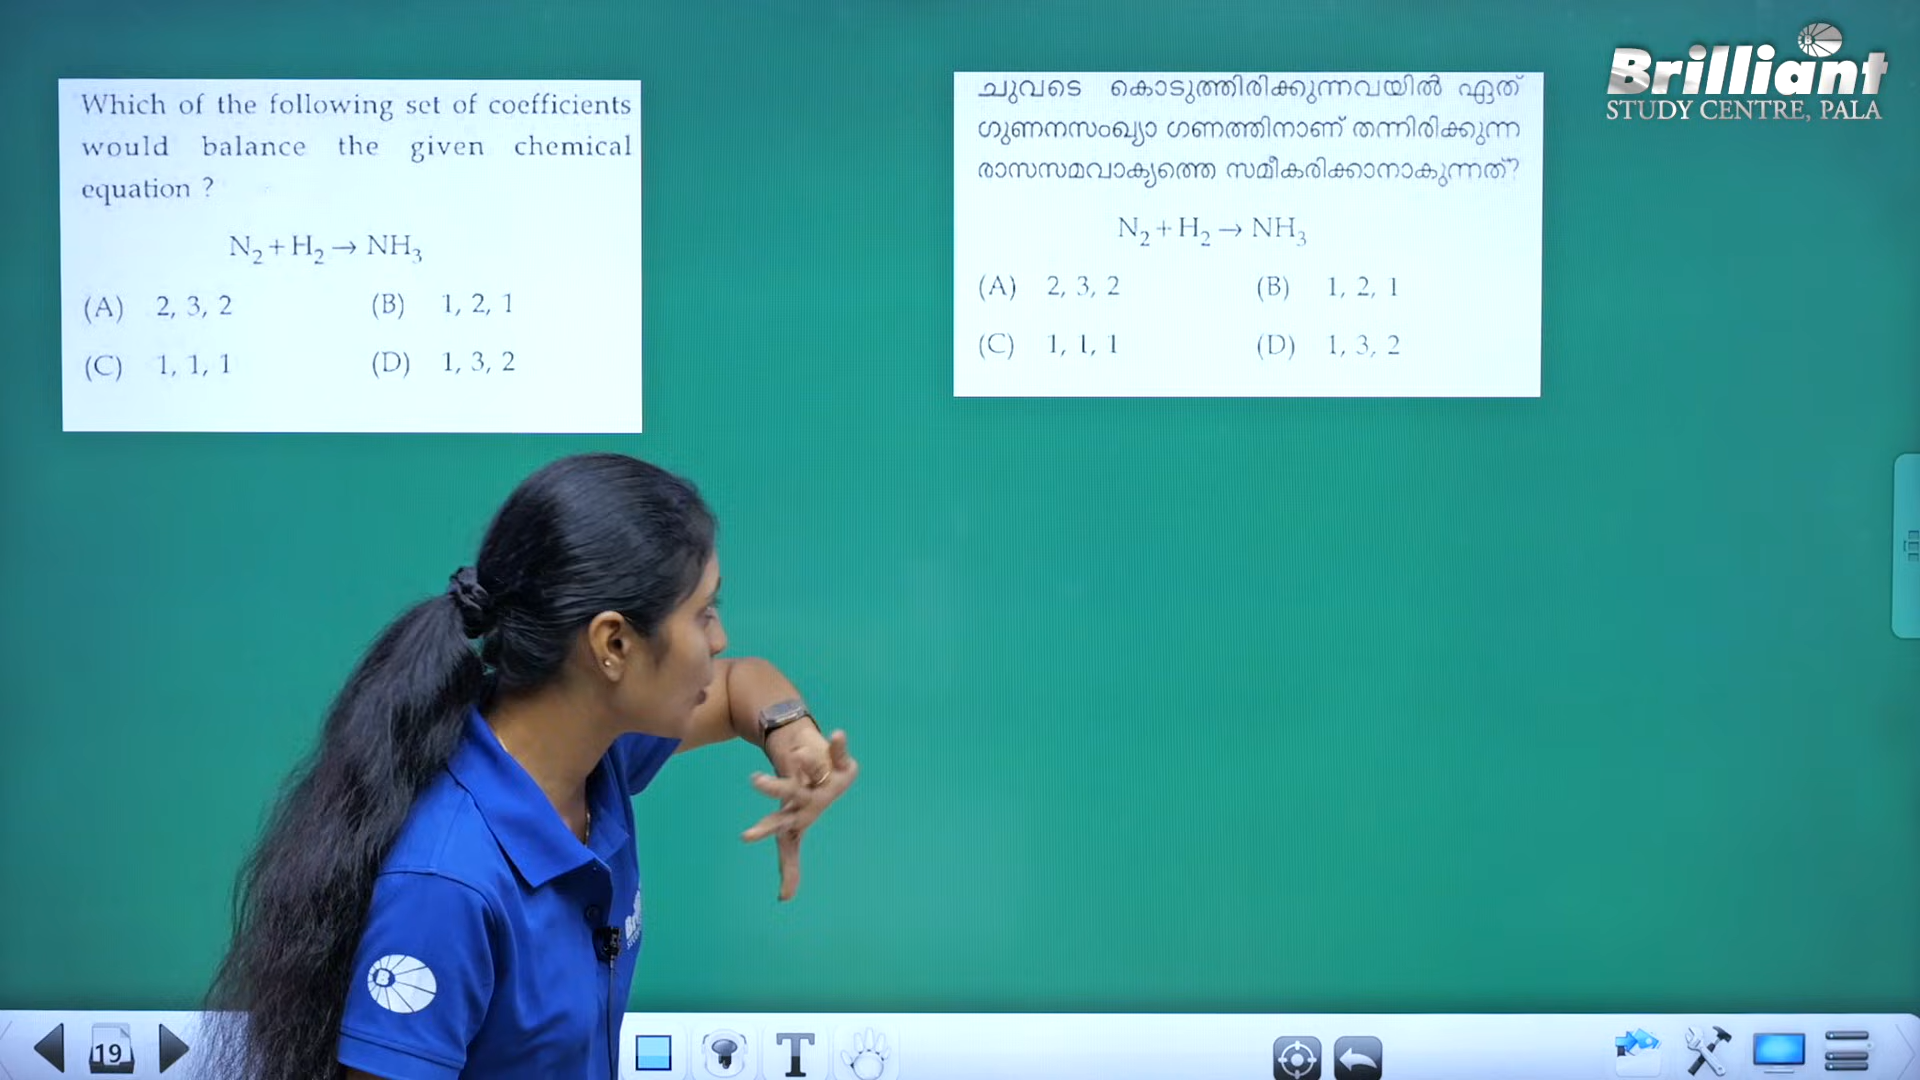 Which of the following set of coefficients
would balance the given chemical
equation ?
N₂ + H₂ → NH₃
(A) 2, 3, 2 (B) 1, 2, 1
(C) 1, 1, 1 (D) 1, 3, 2
ചുവടെ കൊടുത്തിരിക്കുന്നവയിൽ ഏത്
ഗുണനസംഖ്യാ ഗണത്തിനാണ് തന്നിരിക്കുന്ന
രാസസമവാക്യത്തെ സമീകരിക്കാനാകുന്നത്?
N₂ + H₂ → NH₃
(A) 2, 3, 2 (B) 1, 2, 1
(C) 1, 1, 1 (D) 1, 3, 2
Brilliant
STUDY CENTRE, PALA
B
19
T